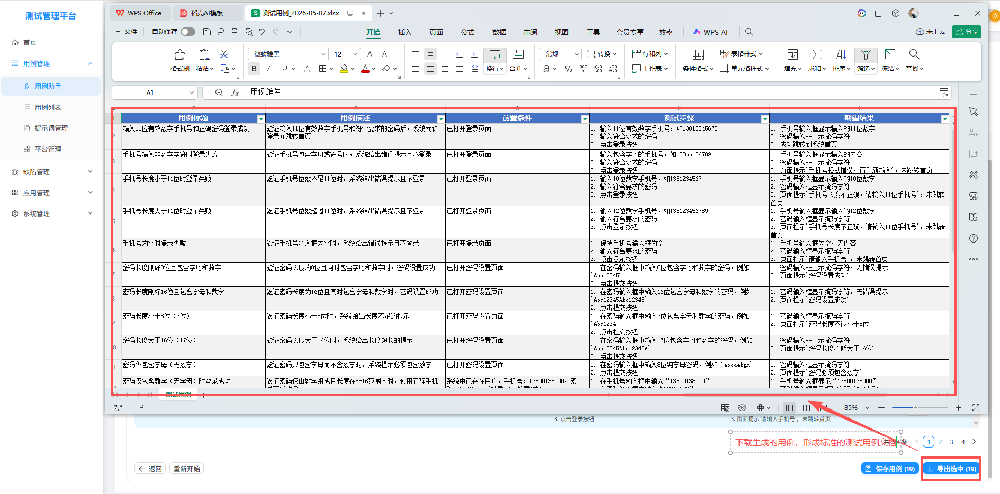 测试管理平台
首页
用例管理
用例助手
用例列表
提示词管理
平台管理
缺陷管理
应用管理
系统管理
WPS Office
稻壳AI模板
测试用例_2026-05-07.xlsx
文件
自动保存
开始
插入
页面
公式
数据
审阅
视图
工具
会员专享
效率
WPS AI
未上云
分享
格式刷
粘贴
微软雅黑
12
换行
合并
常规
转换
行和列
工作表
条件格式
表格样式
单元格样式
填充
求和
排序
筛选
冻结
查找
A1
用例编号
用例标题 用例描述 前置条件 测试步骤 期望结果
输入11位有效数字手机号和正确密码登录成功
验证输入11位有效数字手机号和符合要求的密码后，系统允许
登录并跳转首页
已打开登录页面
1. 输入11位有效数字手机号，如13812345678
2. 输入符合要求的密码
3. 点击登录按钮
1. 手机号输入框显示输入的11位数字
2. 密码输入框显示掩码字符
3. 成功跳转到系统首页
手机号输入非数字字符时登录失败
验证手机号包含字母或符号时，系统给出错误提示且不登录
已打开登录页面
1. 输入包含字母的手机号，如138abc56789
2. 输入符合要求的密码
3. 点击登录按钮
1. 手机号输入框显示输入的内容
2. 密码输入框显示掩码字符
3. 页面提示'手机号格式错误，请重新输入'，未跳转首页
手机号长度小于11位时登录失败
验证手机号位数不足11位时，系统给出错误提示且不登录
已打开登录页面
1. 输入10位数字手机号，如1381234567
2. 输入符合要求的密码
3. 点击登录按钮
1. 手机号输入框显示输入的10位数字
2. 密码输入框显示掩码字符
3. 页面提示'手机号长度不正确，请输入11位手机号'，未跳转
首页
手机号长度大于11位时登录失败
验证手机号位数超过11位时，系统给出错误提示且不登录
已打开登录页面
1. 输入12位数字手机号，如138123456789
2. 输入符合要求的密码
3. 点击登录按钮
1. 手机号输入框显示输入的12位数字
2. 密码输入框显示掩码字符
3. 页面提示'手机号长度不正确，请输入11位手机号'，未跳转
首页
手机号为空时登录失败
验证手机号输入框为空时，系统给出错误提示且不登录
已打开登录页面
1. 保持手机号输入框为空
2. 输入符合要求的密码
3. 点击登录按钮
1. 手机号输入框为空，无内容
2. 密码输入框显示掩码字符
3. 页面提示'请输入手机号'，未跳转首页
密码长度刚好8位且包含字母和数字
验证密码长度为8位且同时包含字母和数字时，密码设置成功
已打开密码设置页面
1. 在密码输入框中输入8位包含字母和数字的密码，例如
'Abc12345'
2. 点击提交按钮
1. 密码输入框显示掩码字符，无错误提示
2. 页面提示'密码设置成功'
密码长度刚好16位且包含字母和数字
验证密码长度为16位且同时包含字母和数字时，密码设置成功
已打开密码设置页面
1. 在密码输入框中输入16位包含字母和数字的密码，例如
'Abc12345Abc12345'
2. 点击提交按钮
1. 密码输入框显示掩码字符，无错误提示
2. 页面提示'密码设置成功'
密码长度小于8位（7位）
验证密码长度小于8位时，系统给出长度不足的提示
已打开密码设置页面
1. 在密码输入框中输入7位包含字母和数字的密码，例如
'Abc1234'
2. 点击提交按钮
1. 密码输入框显示掩码字符
2. 页面提示'密码长度不能小于8位'
密码长度大于16位（17位）
验证密码长度大于16位时，系统给出长度超长的提示
已打开密码设置页面
1. 在密码输入框中输入17位包含字母和数字的密码，例如
'Abc12345Abc12345A'
2. 点击提交按钮
1. 密码输入框显示掩码字符
2. 页面提示'密码长度不能大于16位'
密码仅包含字母（无数字）
验证密码只包含字母而不含数字时，系统提示必须包含数字
已打开密码设置页面
1. 在密码输入框中输入8位纯字母密码，例如 'abcdefgh'
2. 点击提交按钮
1. 密码输入框显示掩码字符
2. 页面提示'密码必须包含数字'
密码仅包含数字（无字母）时登录成功
验证密码仅由数字组成且长度在8-16范围内时，使用正确手机
系统中已存在用户，手机号：13800138000，密
1. 在手机号输入框中输入“13800138000”
1. 手机号输入框显示“13800138000”
测试用例
85%
3. 点击登录按钮
3. 页面提示'请输入手机号'，未跳转首页
下载生成的用例，形成标准的测试用例文档
条
1 2 3 4
返回
重新开始
保存用例 (19)
导出选中 (19)